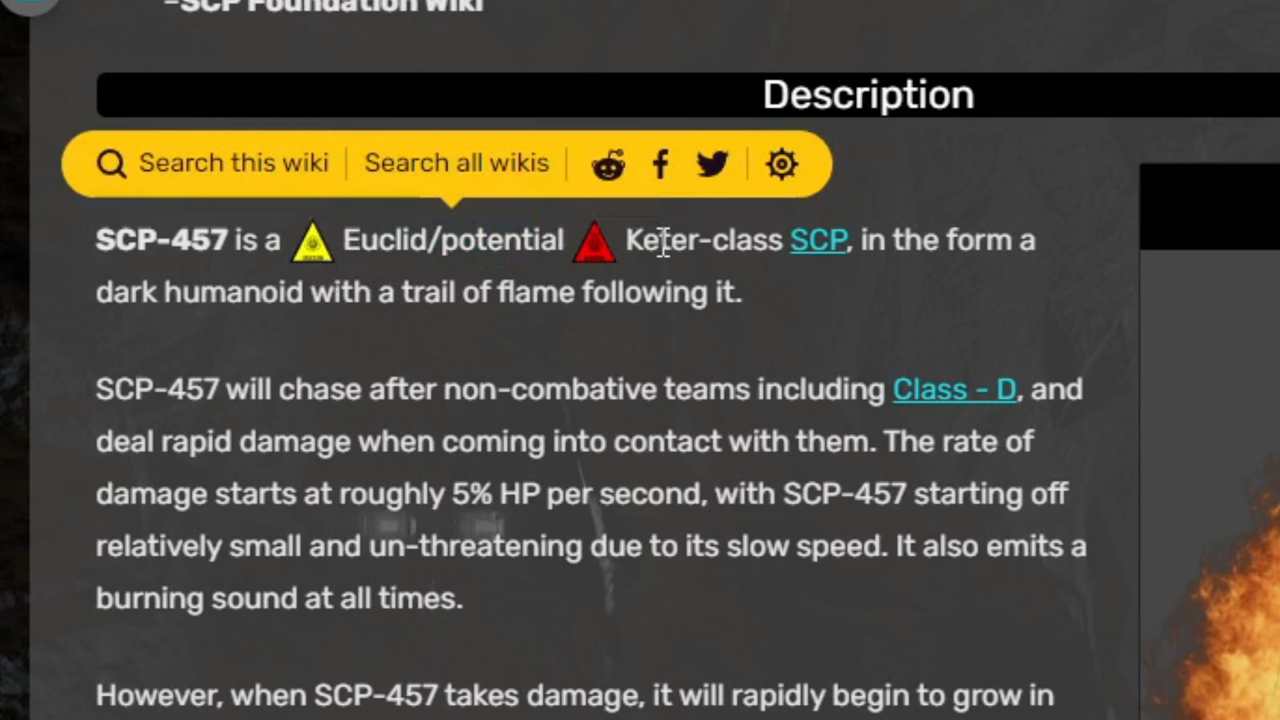 -SCP Foundation Wiki
Description
Search this wiki Search all wikis
SCP-457 is a Euclid/potential Keter-class SCP, in the form a
dark humanoid with a trail of flame following it.
SCP-457 will chase after non-combative teams including Class - D, and
deal rapid damage when coming into contact with them. The rate of
damage starts at roughly 5% HP per second, with SCP-457 starting off
relatively small and un-threatening due to its slow speed. It also emits a
burning sound at all times.
However, when SCP-457 takes damage, it will rapidly begin to grow in